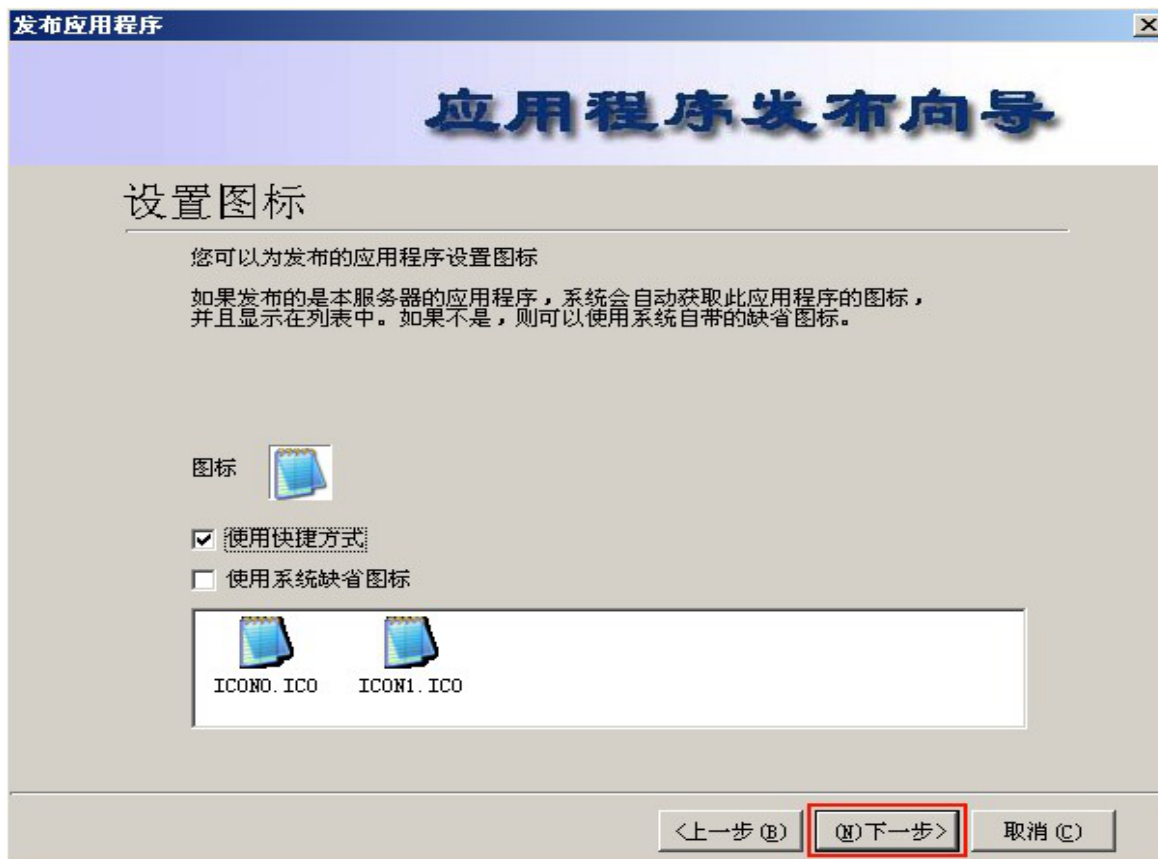 发布应用程序
应用程序发布向导
设置图标
您可以为发布的应用程序设置图标
如果发布的是本服务器的应用程序，系统会自动获取此应用程序的图标，
并且显示在列表中。如果不是，则可以使用系统自带的缺省图标。
图标
使用快捷方式
使用系统缺省图标
ICON0.ICO ICON1.ICO
<上一步(B) (N)下一步> 取消(C)